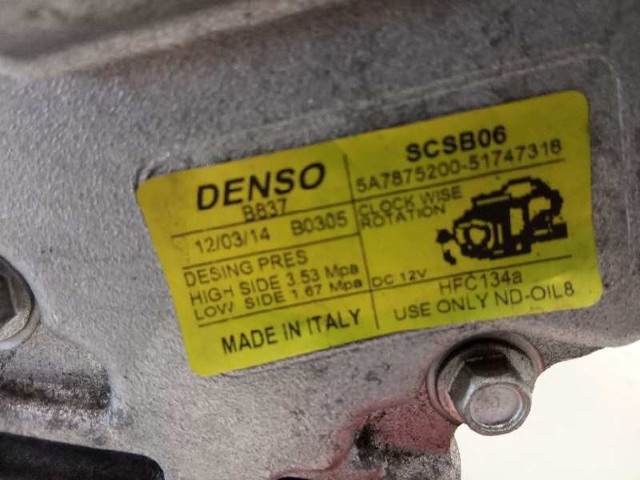 DENSO
B837
12/03/14 B0305
DESING PRES
HIGH SIDE 3.53 Mpa
LOW SIDE 1.67 Mpa
MADE IN ITALY
SCSB06
5A7875200-51747318
CLOCK WISE
ROTATION
DC 12V
HFC134a
USE ONLY ND-OIL8